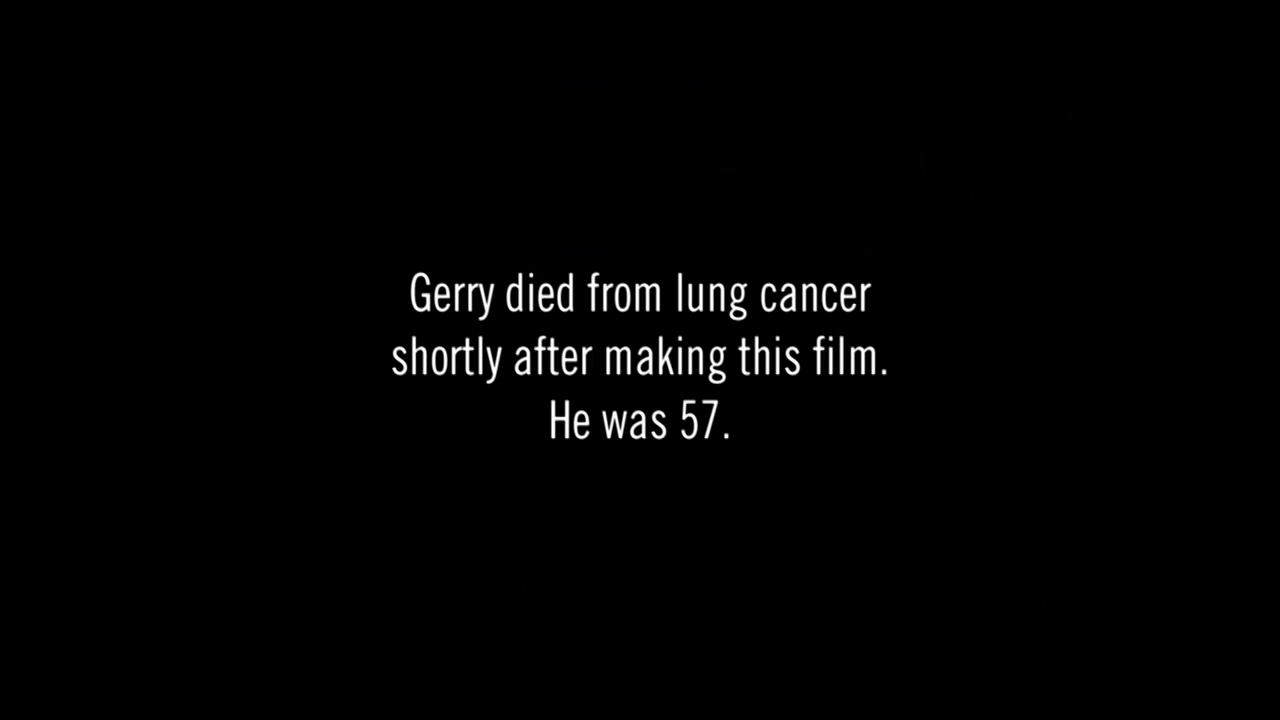 Gerry died from lung cancer
shortly after making this film.
He was 57.